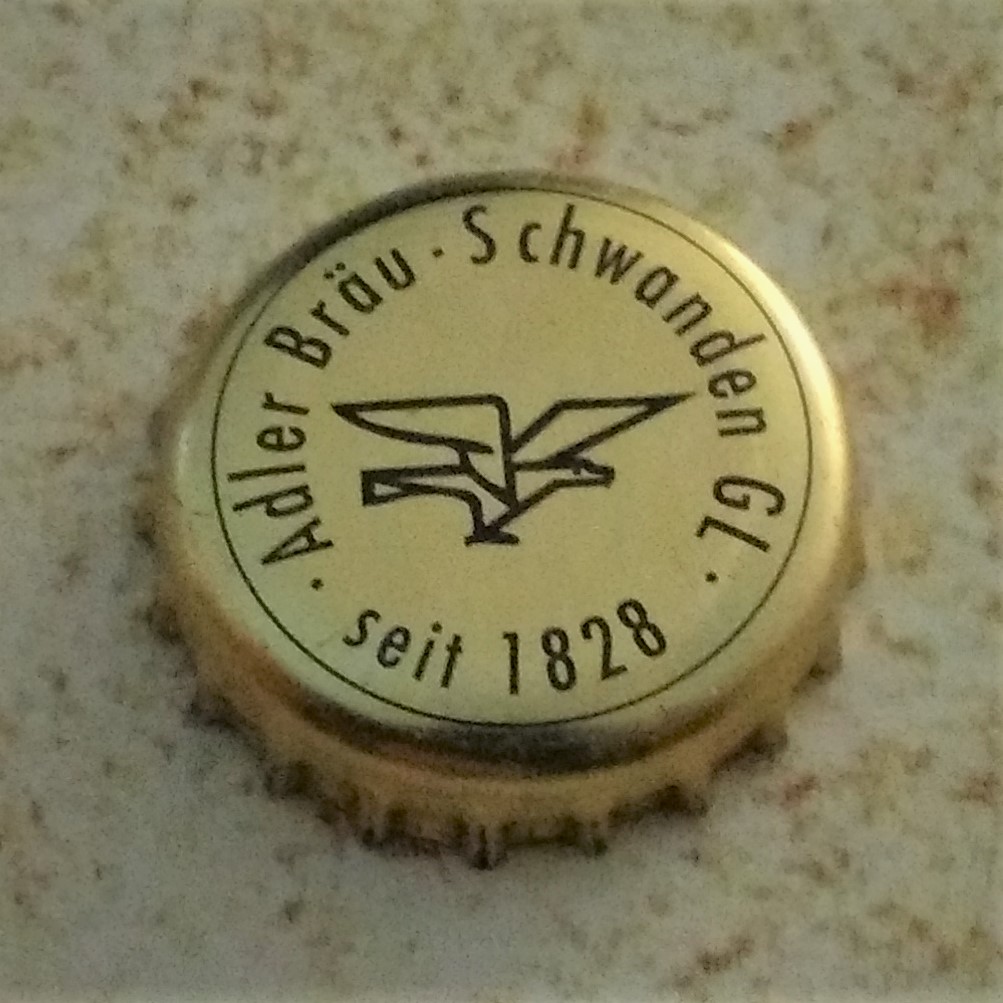 Adler Bräu · Schwanden GL
· seit 1828 ·